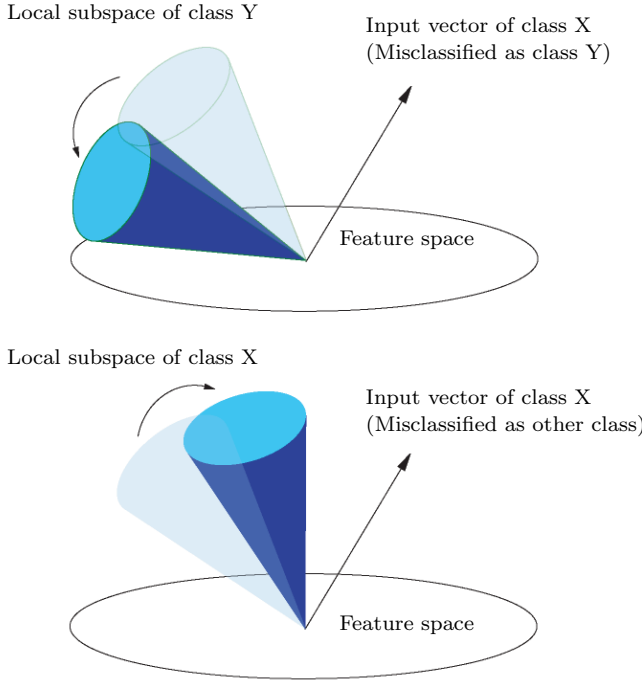 Local subspace of class Y
Input vector of class X
(Misclassified as class Y)
Feature space
Local subspace of class X
Input vector of class X
(Misclassified as other class)
Feature space